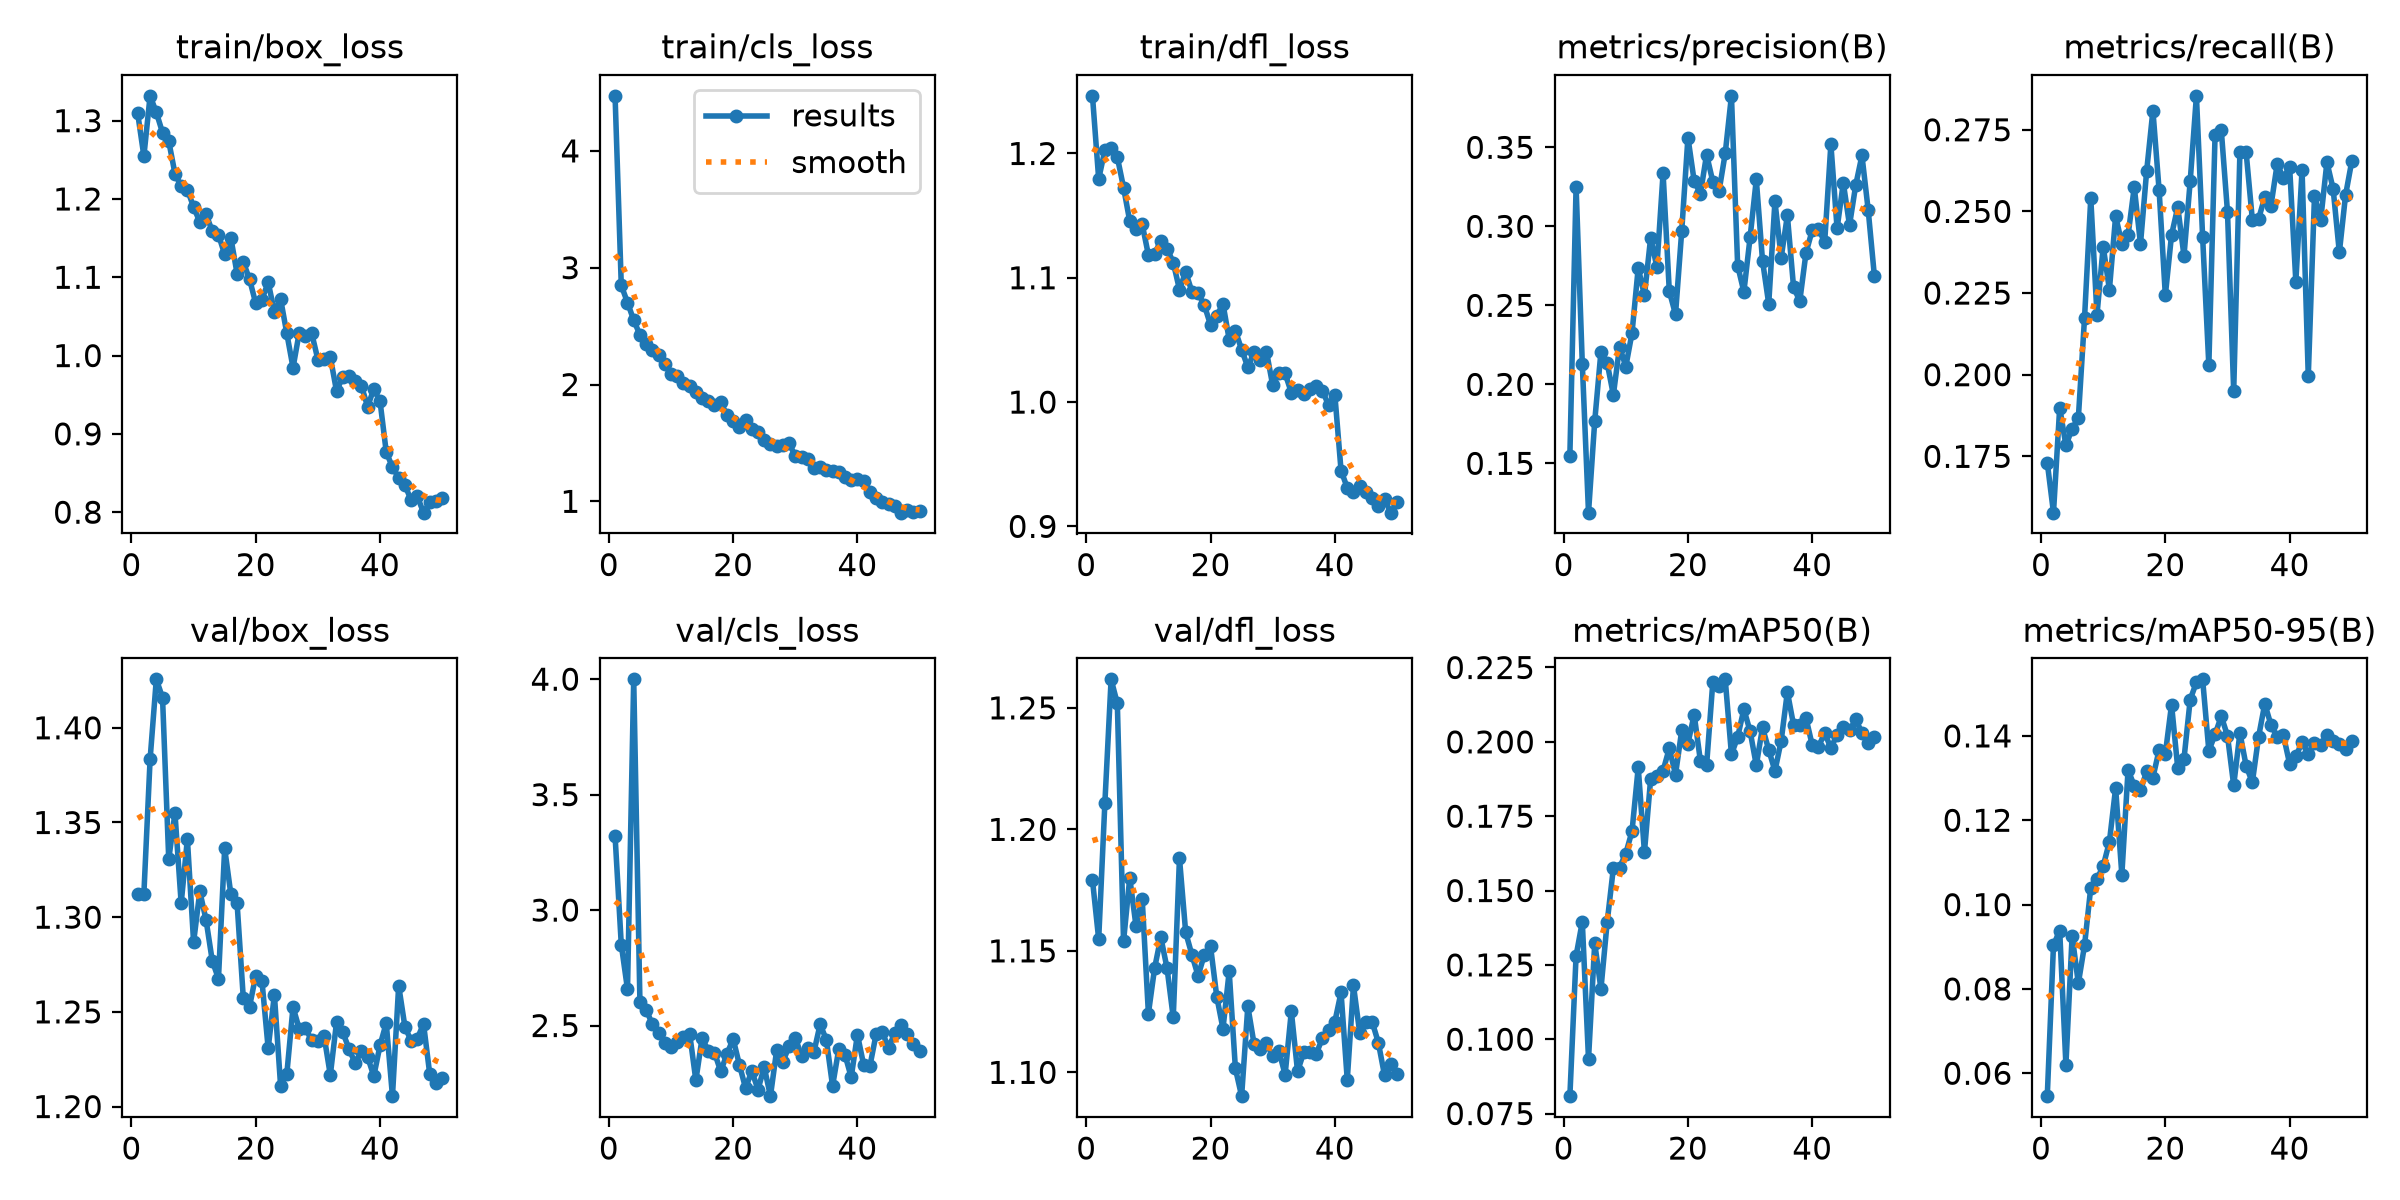 train/box_loss
train/cls_loss
train/dfl_loss
metrics/precision(B)
metrics/recall(B)
1.3
1.2
1.1
1.0
0.9
0.8
0 20 40
4
3
2
1
results
smooth
0 20 40
1.2
1.1
1.0
0.9
0 20 40
0.35
0.30
0.25
0.20
0.15
0 20 40
0.275
0.250
0.225
0.200
0.175
0 20 40
val/box_loss
val/cls_loss
val/dfl_loss
metrics/mAP50(B)
metrics/mAP50-95(B)
1.40
1.35
1.30
1.25
1.20
0 20 40
4.0
3.5
3.0
2.5
0 20 40
1.25
1.20
1.15
1.10
0 20 40
0.225
0.200
0.175
0.150
0.125
0.100
0.075
0 20 40
0.14
0.12
0.10
0.08
0.06
0 20 40